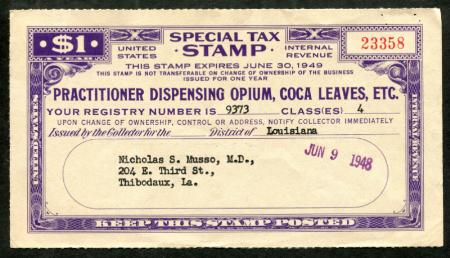 $1
A YEAR
SPECIAL TAX
UNITED STATES STAMP INTERNAL REVENUE
23358
THIS STAMP EXPIRES JUNE 30, 1949
THIS STAMP IS NOT TRANSFERABLE ON CHANGE OF OWNERSHIP OF THE BUSINESS
ISSUED FOR ONE YEAR
PRACTITIONER DISPENSING OPIUM, COCA LEAVES, ETC.
YOUR REGISTRY NUMBER IS 9373 CLASS(ES) 4
UPON CHANGE OF OWNERSHIP, CONTROL OR ADDRESS, NOTIFY COLLECTOR IMMEDIATELY
Issued by the Collector for the District of Louisiana
JUN 9 1948
Nicholas S. Musso, M.D.,
204 E. Third St.,
Thibodaux, La.
UNITED STATES
INTERNAL REVENUE
KEEP THIS STAMP POSTED